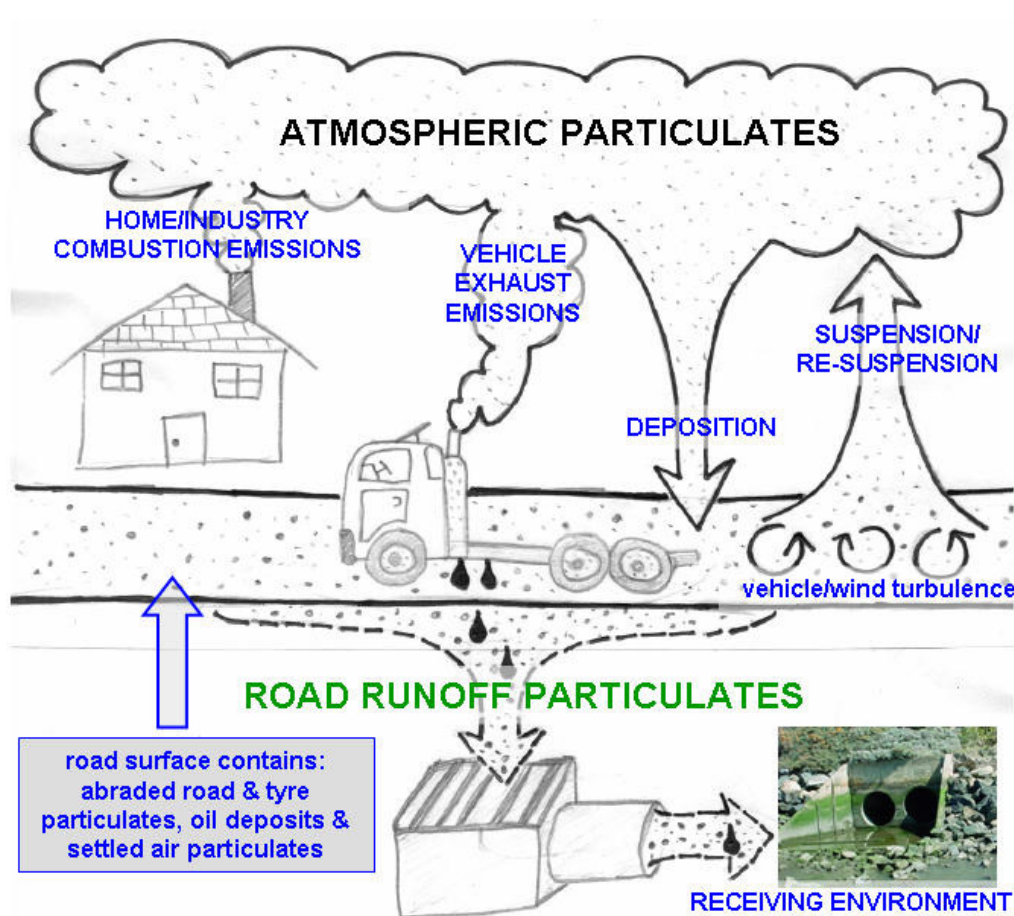 ATMOSPHERIC PARTICULATES
HOME/INDUSTRY
COMBUSTION EMISSIONS
VEHICLE
EXHAUST
EMISSIONS
SUSPENSION/
RE-SUSPENSION
DEPOSITION
vehicle/wind turbulence
ROAD RUNOFF PARTICULATES
road surface contains:
abraded road & tyre
particulates, oil deposits &
settled air particulates
RECEIVING ENVIRONMENT